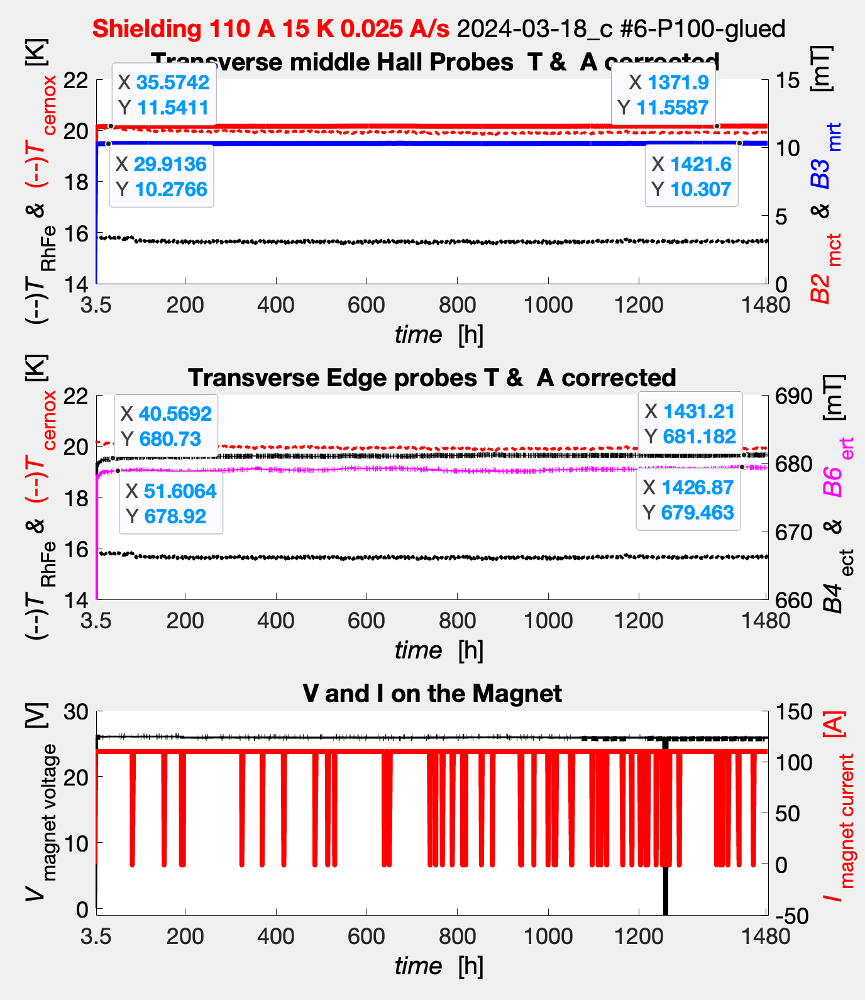 Shielding 110 A 15 K 0.025 A/s 2024-03-18_c #6-P100-glued
Transverse middle Hall Probes T & A corrected
(--)T RhFe & (--)T cernox [K]
22
20
18
16
14
X 35.5742
Y 11.5411
X 1371.9
Y 11.5587
X 29.9136
Y 10.2766
X 1421.6
Y 10.307
15
10
5
0
B2 mct & B3 mrt [mT]
3.5 200 400 600 800 1000 1200 1480
time [h]
Transverse Edge probes T & A corrected
(--)T RhFe & (--)T cernox [K]
22
20
18
16
14
X 40.5692
Y 680.73
X 1431.21
Y 681.182
X 51.6064
Y 678.92
X 1426.87
Y 679.463
690
680
670
660
B4 ect & B6 ert [mT]
3.5 200 400 600 800 1000 1200 1480
time [h]
V and I on the Magnet
V magnet voltage [V]
30
20
10
0
150
100
50
0
-50
I magnet current [A]
3.5 200 400 600 800 1000 1200 1480
time [h]